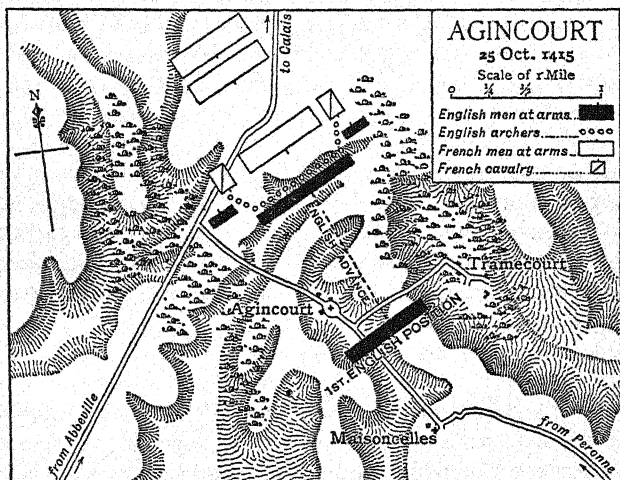 AGINCOURT
25 Oct. 1415
Scale of 1 Mile
0 ¼ ½ 1
English men at arms
English archers
French men at arms
French cavalry
to Calais
N
ENGLISH ADVANCE
Tramecourt
Agincourt
1ST. ENGLISH POSITION
Maisoncelles
from Abbeville
from Peronne